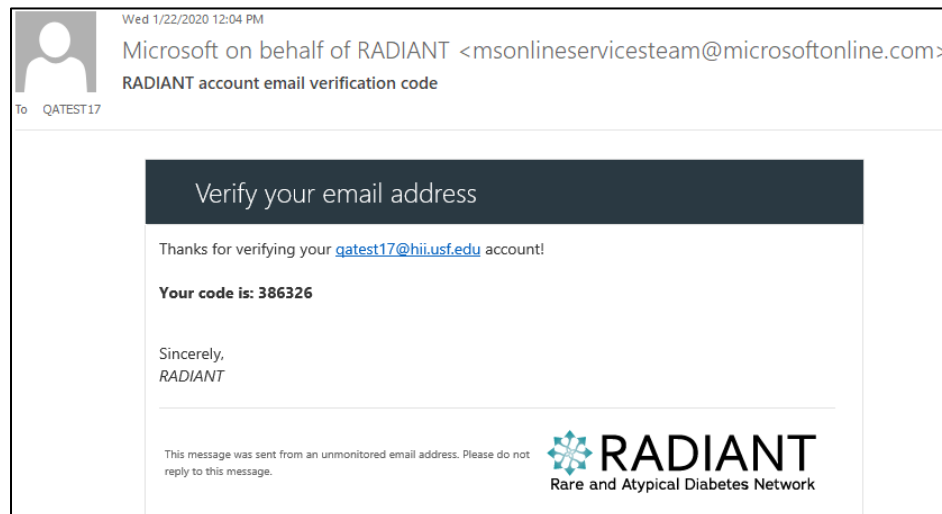 Wed 1/22/2020 12:04 PM
Microsoft on behalf of RADIANT <msonlineservicesteam@microsoftonline.com>
RADIANT account email verification code
To QATEST17
Verify your email address
Thanks for verifying your qatest17@hii.usf.edu account!
Your code is: 386326
Sincerely,
RADIANT
This message was sent from an unmonitored email address. Please do not
reply to this message.
RADIANT
Rare and Atypical Diabetes Network